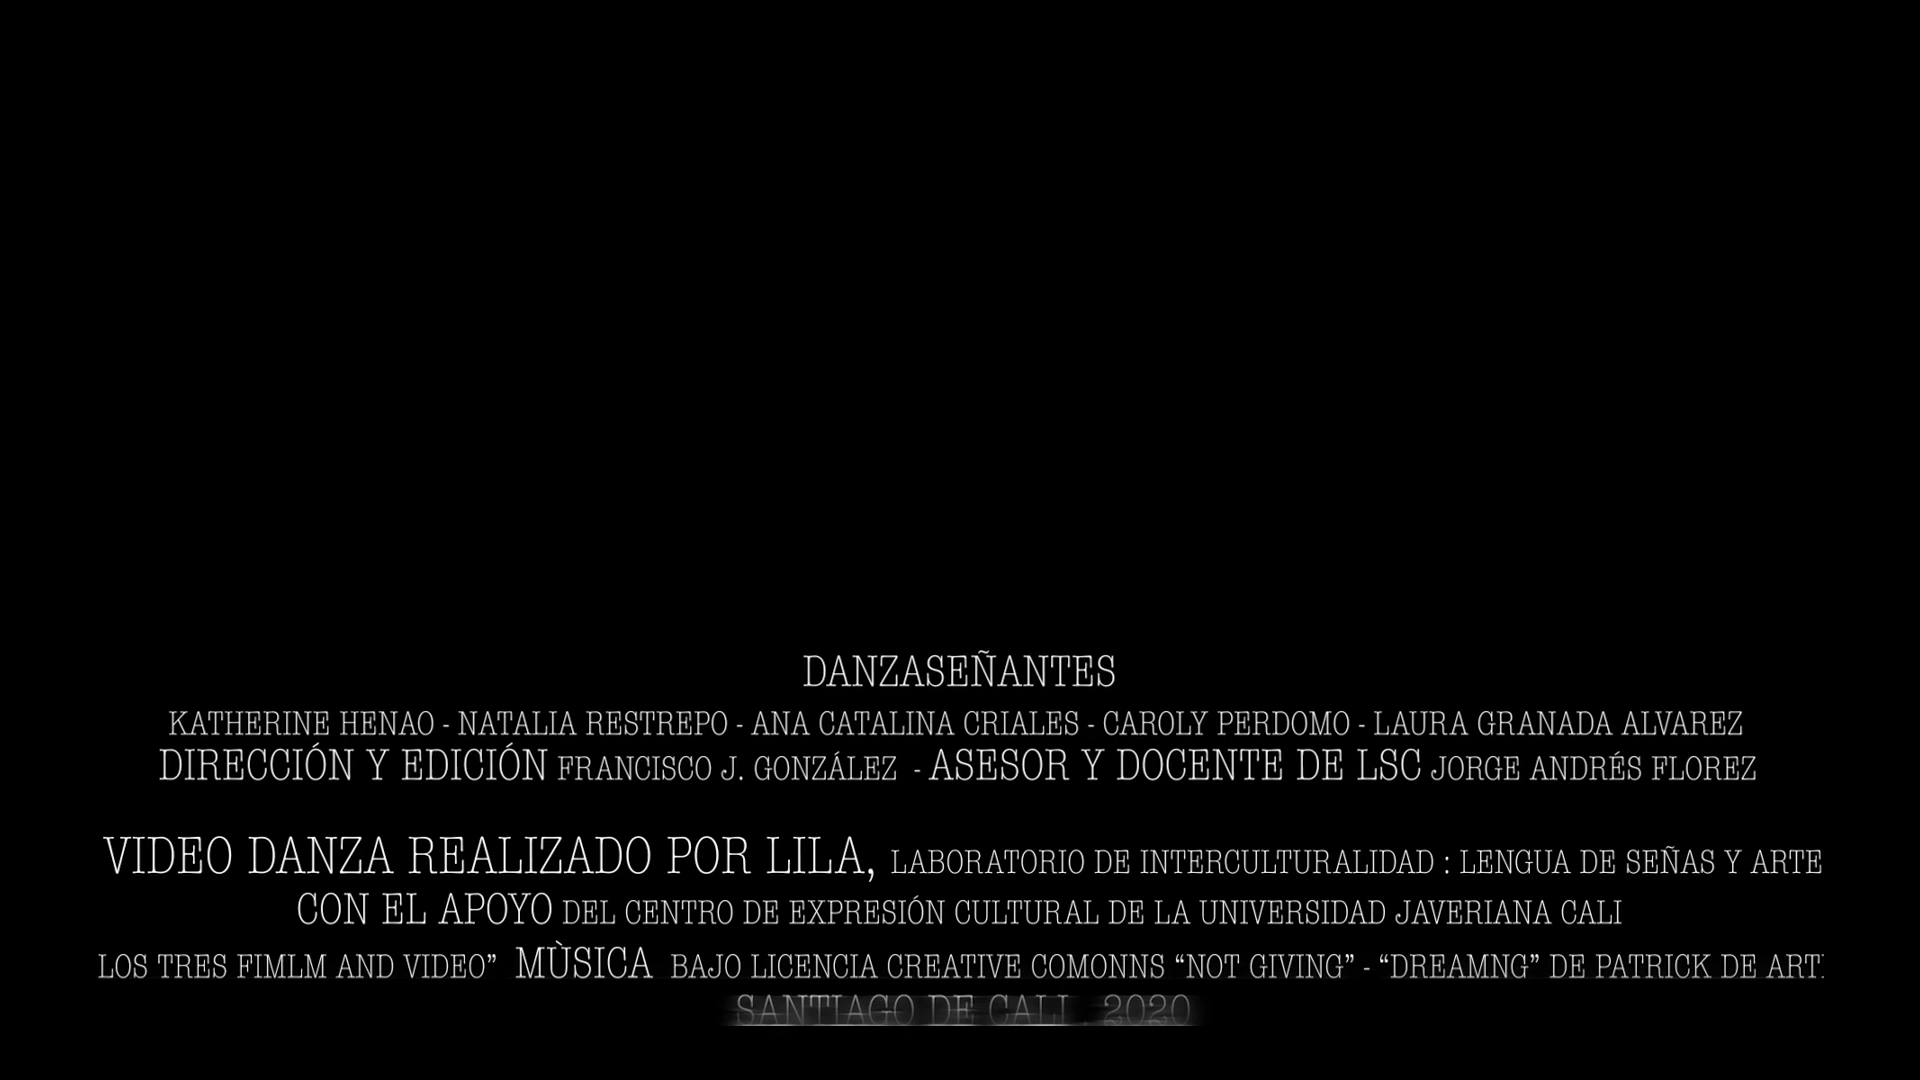 DANZASEÑANTES
KATHERINE HENAO - NATALIA RESTREPO - ANA CATALINA CRIALES - CAROLY PERDOMO - LAURA GRANADA ALVAREZ
DIRECCIÓN Y EDICIÓN FRANCISCO J. GONZÁLEZ - ASESOR Y DOCENTE DE LSC JORGE ANDRÉS FLOREZ
VIDEO DANZA REALIZADO POR LILA, LABORATORIO DE INTERCULTURALIDAD : LENGUA DE SEÑAS Y ARTE
CON EL APOYO DEL CENTRO DE EXPRESIÓN CULTURAL DE LA UNIVERSIDAD JAVERIANA CALI
LOS TRES FIMLM AND VIDEO” MÙSICA BAJO LICENCIA CREATIVE COMONNS “NOT GIVING” - “DREAMNG” DE PATRICK DE
SANTIAGO DE CALI . 2020